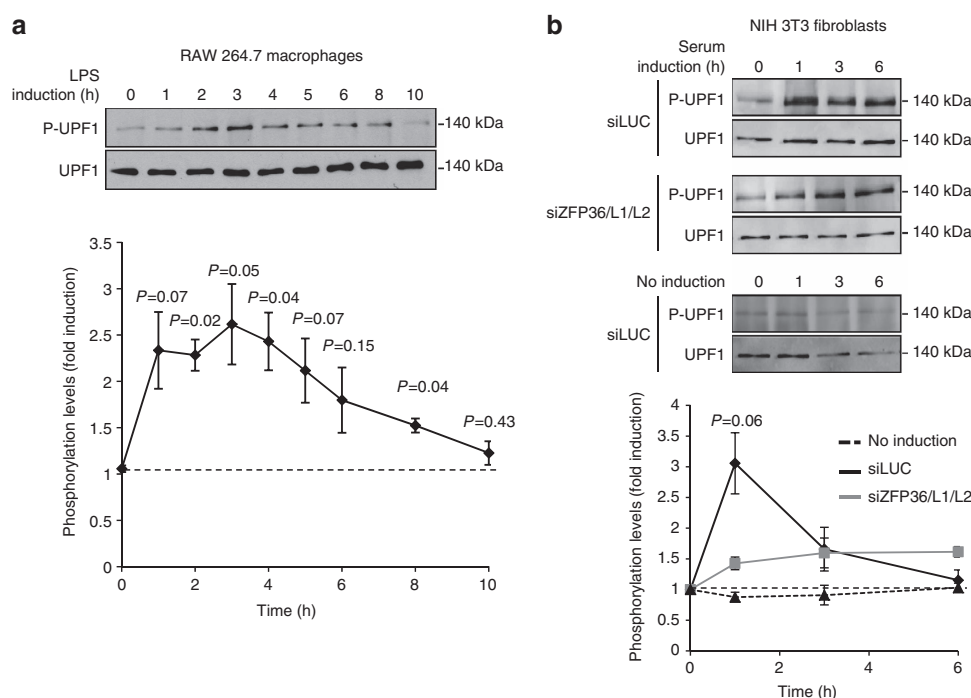 a
RAW 264.7 macrophages
LPS
induction (h) 0 1 2 3 4 5 6 8 10
P-UPF1 -140 kDa
UPF1 -140 kDa
Phosphorylation levels (fold induction)
3.5
3
2.5
2
1.5
1
0.5
0
P=0.07
P=0.02
P=0.05
P=0.04
P=0.07
P=0.15
P=0.04
P=0.43
0 2 4 6 8 10
Time (h)
b
NIH 3T3 fibroblasts
Serum
induction (h) 0 1 3 6
siLUC
P-UPF1 - 140 kDa
UPF1 - 140 kDa
siZFP36/L1/L2
P-UPF1 - 140 kDa
UPF1 - 140 kDa
No induction 0 1 3 6
siLUC
P-UPF1 - 140 kDa
UPF1 - 140 kDa
Phosphorylation levels (fold induction)
4
3.5
3
2.5
2
1.5
1
0.5
0
P=0.06
No induction
siLUC
siZFP36/L1/L2
0 2 4 6
Time (h)